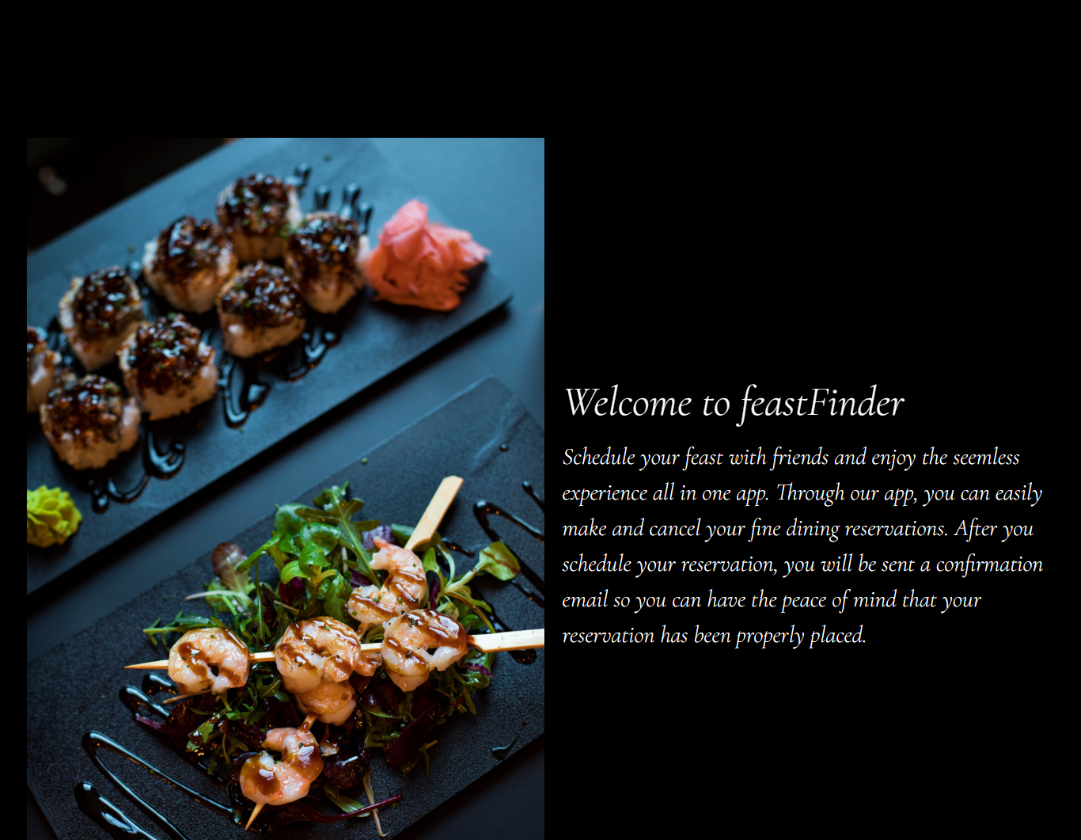 Welcome to feastFinder
Schedule your feast with friends and enjoy the seemless
experience all in one app. Through our app, you can easily
make and cancel your fine dining reservations. After you
schedule your reservation, you will be sent a confirmation
email so you can have the peace of mind that your
reservation has been properly placed.